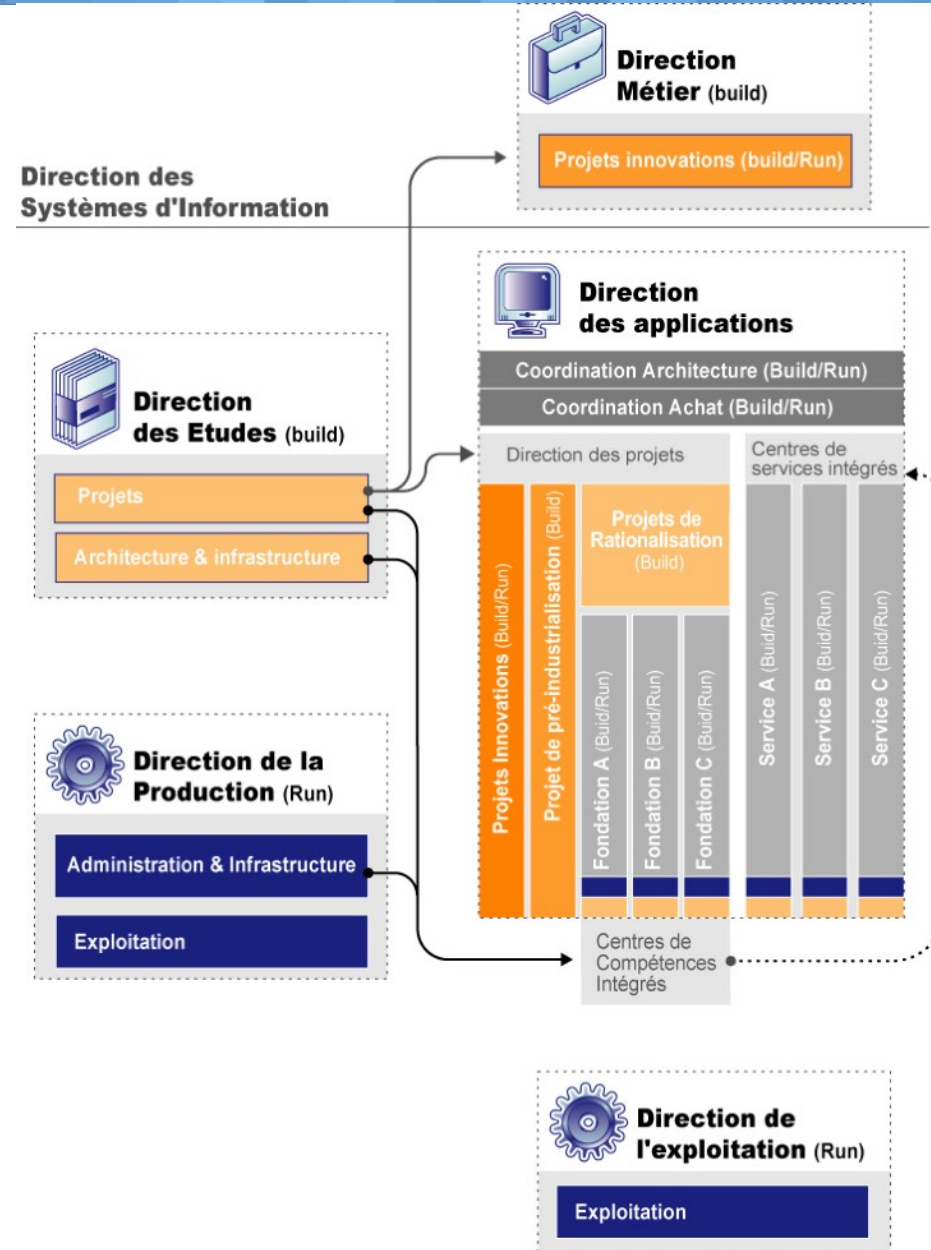 Direction
Métier (build)
Projets innovations (build/Run)
Direction des
Systèmes d'Information
Direction
des applications
Coordination Architecture (Build/Run)
Coordination Achat (Build/Run)
Direction des projets
Centres de
services intégrés
Projets Innovations (Build/Run)
Projet de pré-industrialisation (Build)
Projets de
Rationalisation
(Build)
Fondation A (Buid/Run)
Fondation B (Buid/Run)
Fondation C (Buid/Run)
Service A (Buid/Run)
Service B (Buid/Run)
Service C (Buid/Run)
Centres de
Compétences
Intégrés
Direction
des Etudes (build)
Projets
Architecture & infrastructure
Direction de la
Production (Run)
Administration & Infrastructure
Exploitation
Direction de
l'exploitation (Run)
Exploitation